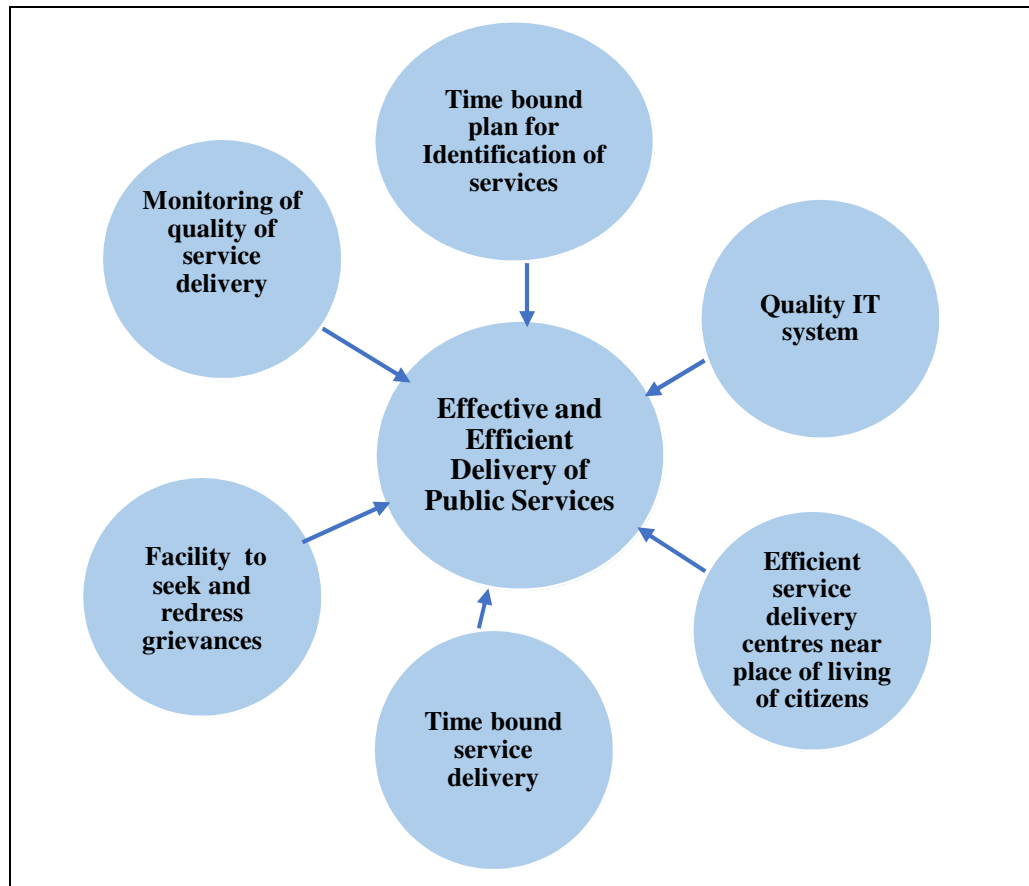 Time bound
plan for
Identification of
services
Monitoring of
quality of
service
delivery
Quality IT
system
Effective and
Efficient
Delivery of
Public Services
Facility to
seek and
redress
grievances
Efficient
service
delivery
centres near
place of living
of citizens
Time bound
service
delivery